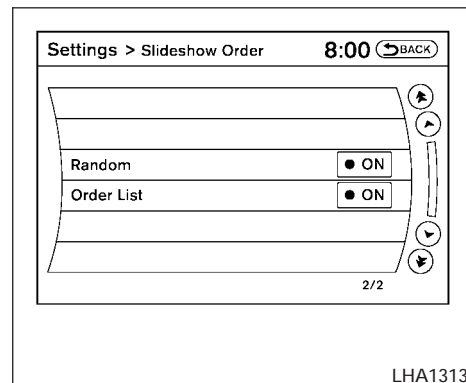 Settings > Slideshow Order 8:00 BACK
Random ON
Order List ON
2/2
LHA1313